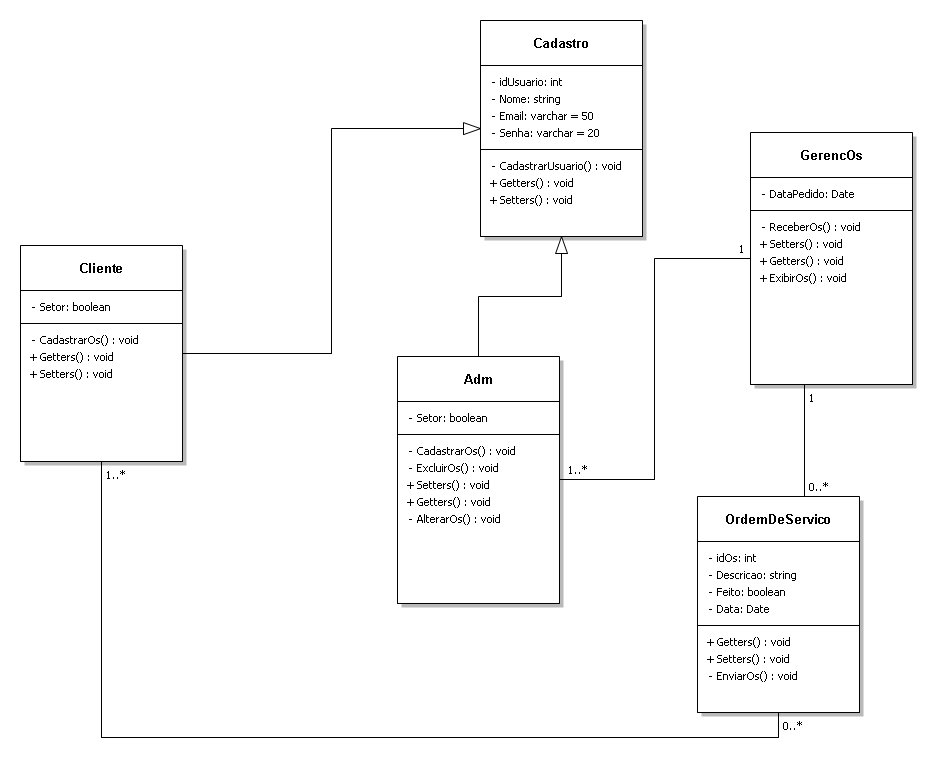 Cadastro
- idUsuario: int
- Nome: string
- Email: varchar = 50
- Senha: varchar = 20
- CadastrarUsuario() : void
+ Getters() : void
+ Setters() : void
GerencOs
- DataPedido: Date
- ReceberOs() : void
+ Setters() : void
+ Getters() : void
+ ExibirOs() : void
1
1
Cliente
- Setor: boolean
- CadastrarOs() : void
+ Getters() : void
+ Setters() : void
1..*
Adm
- Setor: boolean
- CadastrarOs() : void
- ExcluirOs() : void
+ Setters() : void
+ Getters() : void
- AlterarOs() : void
1..*
0..*
OrdemDeServico
- idOs: int
- Descricao: string
- Feito: boolean
- Data: Date
+ Getters() : void
+ Setters() : void
- EnviarOs() : void
0..*